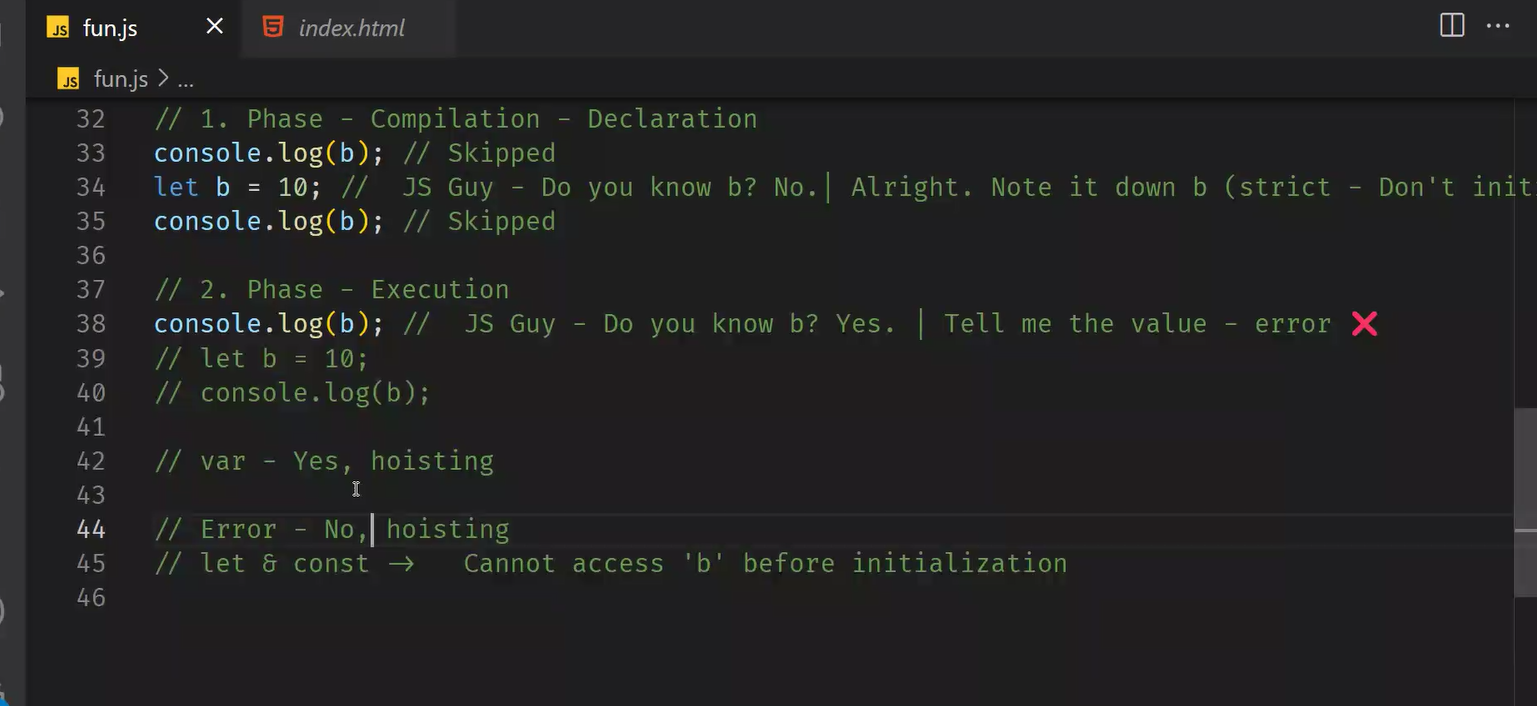 JS fun.js × index.html ...
JS fun.js > ...
32 // 1. Phase - Compilation - Declaration
33 console.log(b); // Skipped
34 let b = 10; //  JS Guy - Do you know b? No.| Alright. Note it down b (strict - Don't init
35 console.log(b); // Skipped
36
37 // 2. Phase - Execution
38 console.log(b); //  JS Guy - Do you know b? Yes. | Tell me the value - error ❌
39 // let b = 10;
40 // console.log(b);
41
42 // var - Yes, hoisting
43
44 // Error - No, hoisting
45 // let & const →  Cannot access 'b' before initialization
46